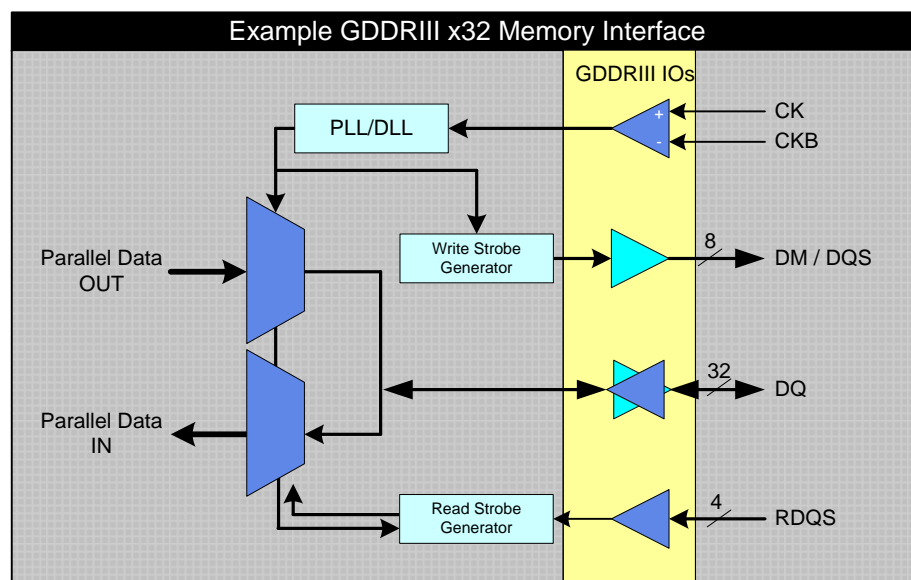 Example GDDRIII x32 Memory Interface
GDDRIII IOs
PLL/DLL
+
-
CK
CKB
Parallel Data
OUT
Write Strobe
Generator
8
DM / DQS
32
DQ
Parallel Data
IN
Read Strobe
Generator
4
RDQS